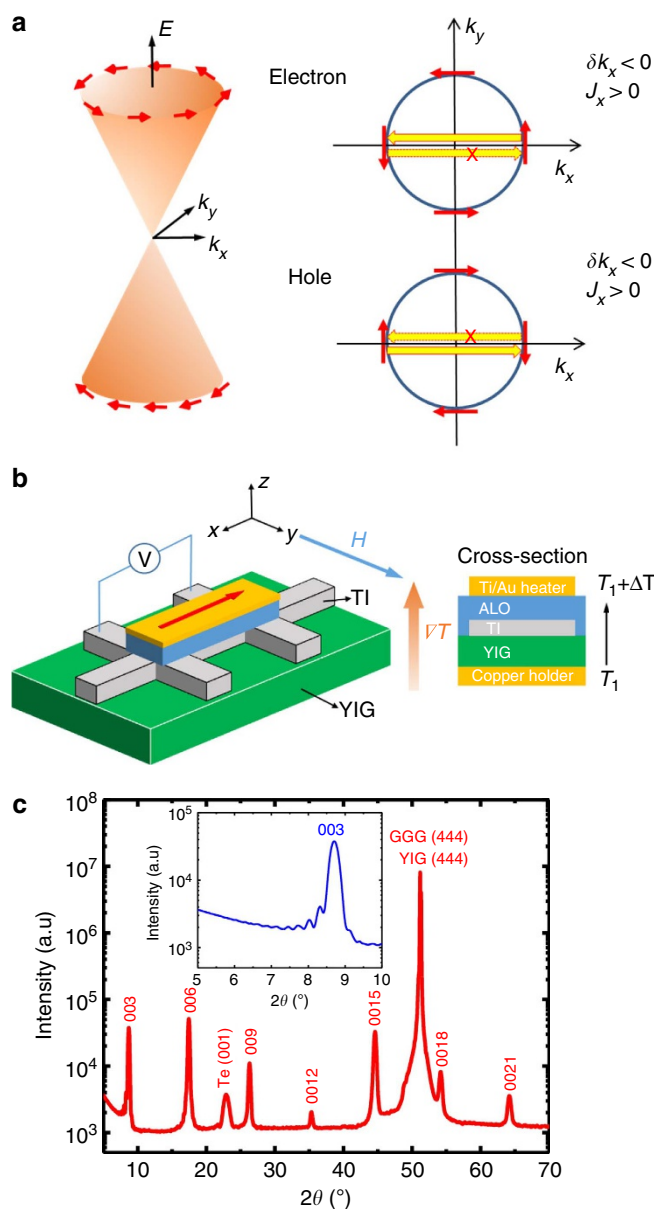 a
E
k_y
k_x
Electron
k_y
δk_x < 0
J_x > 0
X
k_x
Hole
δk_x < 0
J_x > 0
X
k_x
b
z
x
y
H
V
TI
∇T
YIG
Cross-section
Ti/Au heater
T_1+ΔT
ALO
TI
YIG
Copper holder
T_1
c
10^8
10^7
10^6
10^5
10^4
10^3
Intensity (a.u)
10^5
10^4
10^3
Intensity (a.u)
003
5 6 7 8 9 10
2θ (°)
GGG (444)
YIG (444)
003
006
Te (001)
009
0012
0015
0018
0021
10 20 30 40 50 60 70
2θ (°)